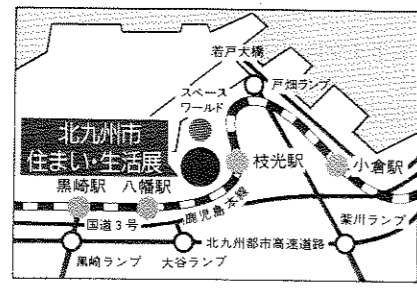 若戸大橋
戸畑ランプ
スペース
ワールド
北九州市
住まい・生活展
枝光駅
小倉駅
黒崎駅
八幡駅
鹿児島本線
国道3号
紫川ランプ
北九州都市高速道路
黒崎ランプ
大谷ランプ